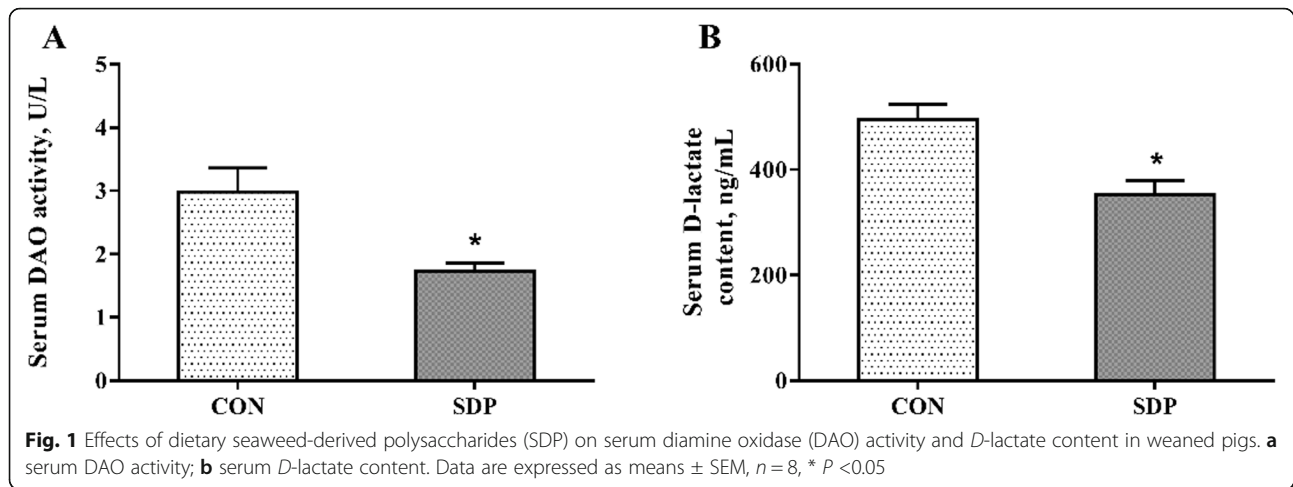 A
Serum DAO activity, U/L
5
4
3
2
1
0
*
CON SDP
B
Serum D-lactate
content, ng/mL
600
400
200
0
*
CON SDP
Fig. 1 Effects of dietary seaweed-derived polysaccharides (SDP) on serum diamine oxidase (DAO) activity and D-lactate content in weaned pigs. a
serum DAO activity; b serum D-lactate content. Data are expressed as means ± SEM, n = 8, * P <0.05